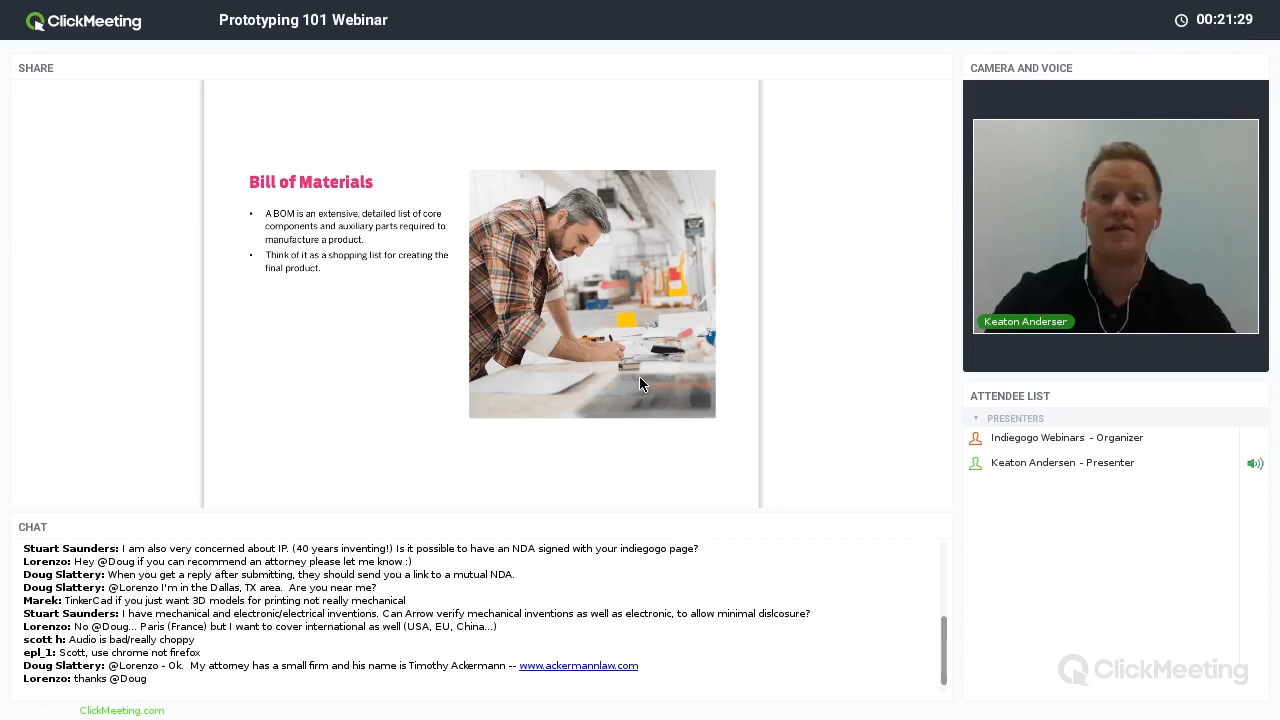 ClickMeeting
Prototyping 101 Webinar
00:21:29
SHARE
Bill of Materials
• A BOM is an extensive, detailed list of core
components and auxiliary parts required to
manufacture a product.
• Think of it as a shopping list for creating the
final product.
CAMERA AND VOICE
Keaton Andersen
ATTENDEE LIST
PRESENTERS
Indiegogo Webinars - Organizer
Keaton Andersen - Presenter
CHAT
Stuart Saunders: I am also very concerned about IP. (40 years inventing!) Is it possible to have an NDA signed with your indiegogo page?
Lorenzo: Hey @Doug if you can recommend an attorney please let me know :)
Doug Slattery: When you get a reply after submitting, they should send you a link to a mutual NDA.
Doug Slattery: @Lorenzo I'm in the Dallas, TX area. Are you near me?
Marek: TinkerCad if you just want 3D models for printing not really mechanical
Stuart Saunders: I have mechanical and electronic/electrical inventions. Can Arrow verify mechanical inventions as well as electronic, to allow minimal dislcosure?
Lorenzo: No @Doug... Paris (France) but I want to cover international as well (USA, EU, China...)
scott h: Audio is bad/really choppy
epl_1: Scott, use chrome not firefox
Doug Slattery: @Lorenzo - Ok. My attorney has a small firm and his name is Timothy Ackermann -- www.ackermannlaw.com
Lorenzo: thanks @Doug
ClickMeeting
ClickMeeting.com